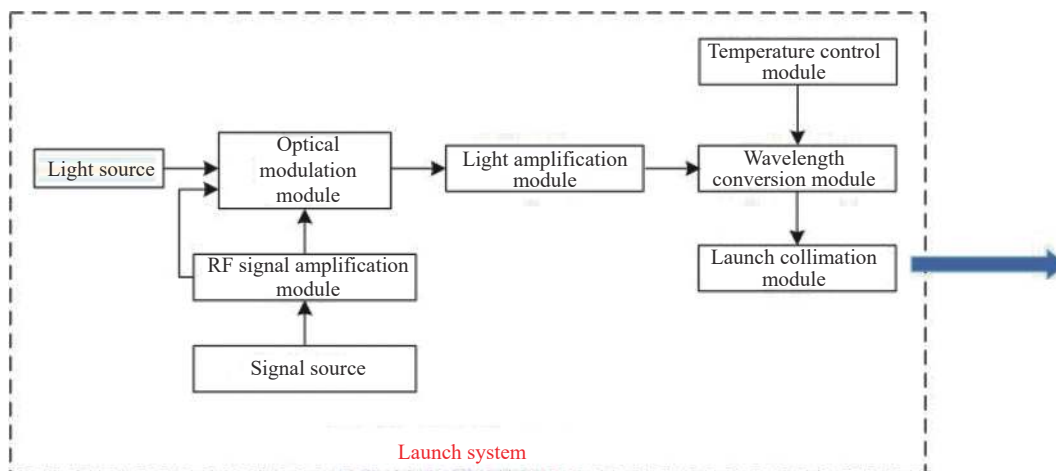 Temperature control
module
Light source
Optical
modulation
module
Light amplification
module
Wavelength
conversion module
RF signal amplification
module
Launch collimation
module
Signal source
Launch system